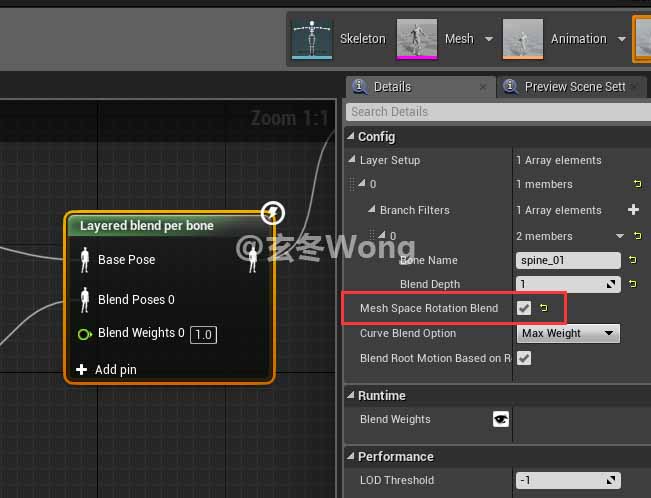 Skeleton Mesh Animation
Details Preview Scene Sett
Search Details
Zoom 1:1
Config
Layer Setup 1 Array elements
0 1 members
Branch Filters 1 Array elements
0 2 members
Bone Name spine_01
Blend Depth 1
Mesh Space Rotation Blend
Curve Blend Option Max Weight
Blend Root Motion Based on R
Runtime
Blend Weights
Performance
LOD Threshold -1
Layered blend per bone
Base Pose
Blend Poses 0
Blend Weights 0 1.0
Add pin
@玄冬Wong